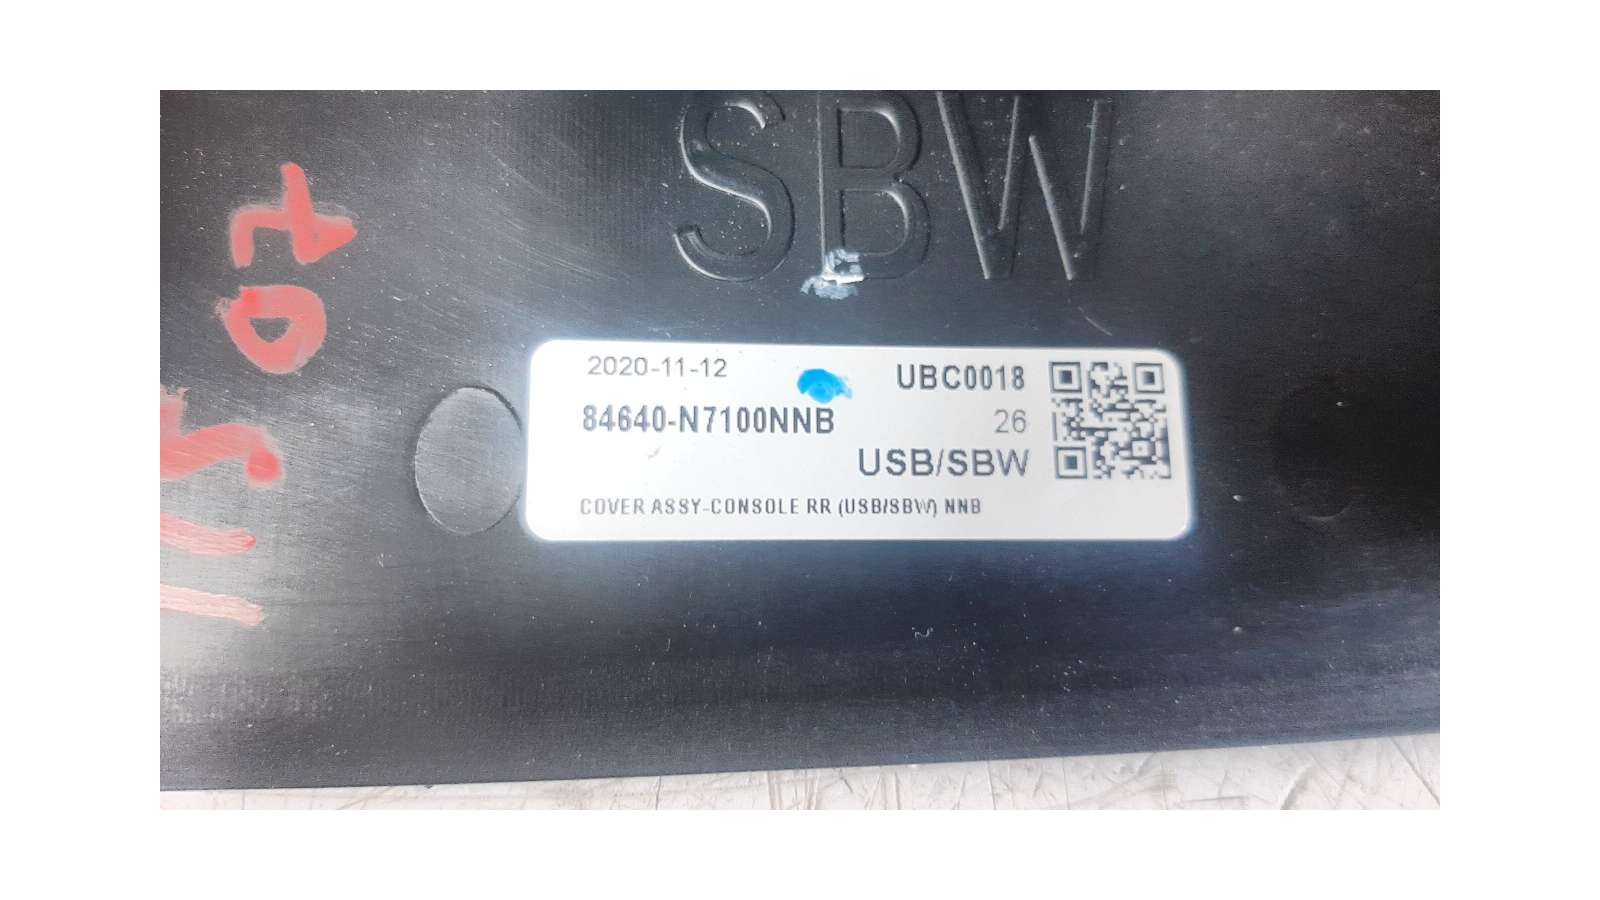 SBW
2020-11-12
UBC0018
84640-N7100NNB
26
USB/SBW
COVER ASSY-CONSOLE RR (USB/SBW) NNB